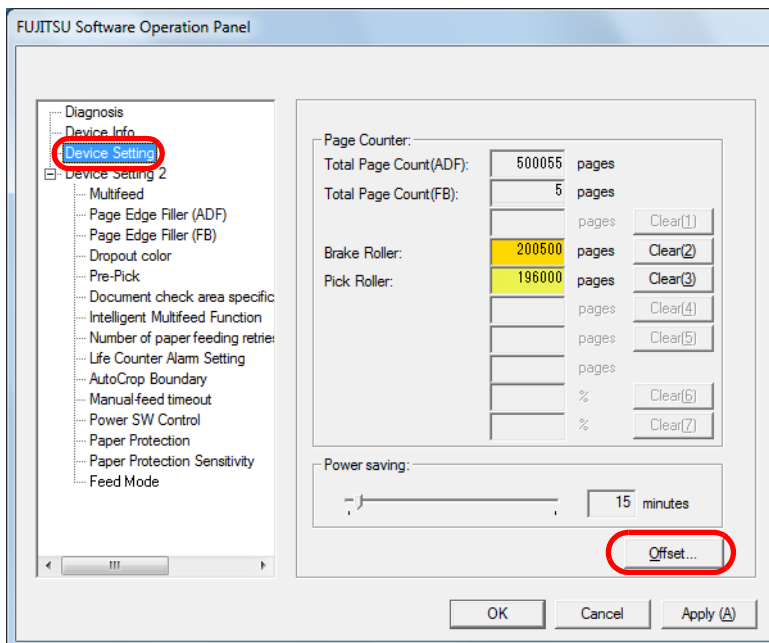 FUJITSU Software Operation Panel
Diagnosis
Device Info
Device Setting
Device Setting 2
Multifeed
Page Edge Filler (ADF)
Page Edge Filler (FB)
Dropout color
Pre-Pick
Document check area specific
Intelligent Multifeed Function
Number of paper feeding retries
Life Counter Alarm Setting
AutoCrop Boundary
Manual-feed timeout
Power SW Control
Paper Protection
Paper Protection Sensitivity
Feed Mode
Page Counter:
Total Page Count(ADF): 500055 pages
Total Page Count(FB): 5 pages
pages Clear(1)
Brake Roller: 200500 pages Clear(2)
Pick Roller: 196000 pages Clear(3)
pages Clear(4)
pages Clear(5)
pages
% Clear(6)
% Clear(7)
Power saving:
15 minutes
Offset...
OK Cancel Apply (A)